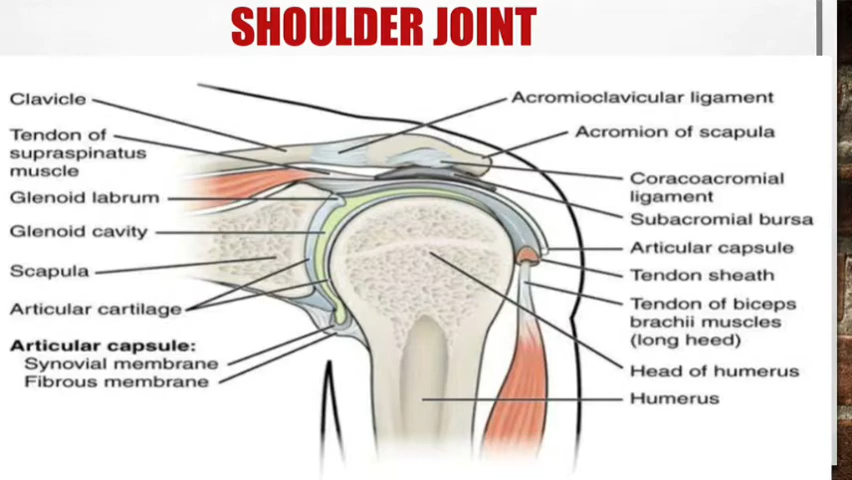 SHOULDER JOINT
Clavicle
Tendon of
supraspinatus
muscle
Glenoid labrum
Glenoid cavity
Scapula
Articular cartilage
Articular capsule:
Synovial membrane
Fibrous membrane
Acromioclavicular ligament
Acromion of scapula
Coracoacromial
ligament
Subacromial bursa
Articular capsule
Tendon sheath
Tendon of biceps
brachii muscles
(long heed)
Head of humerus
Humerus